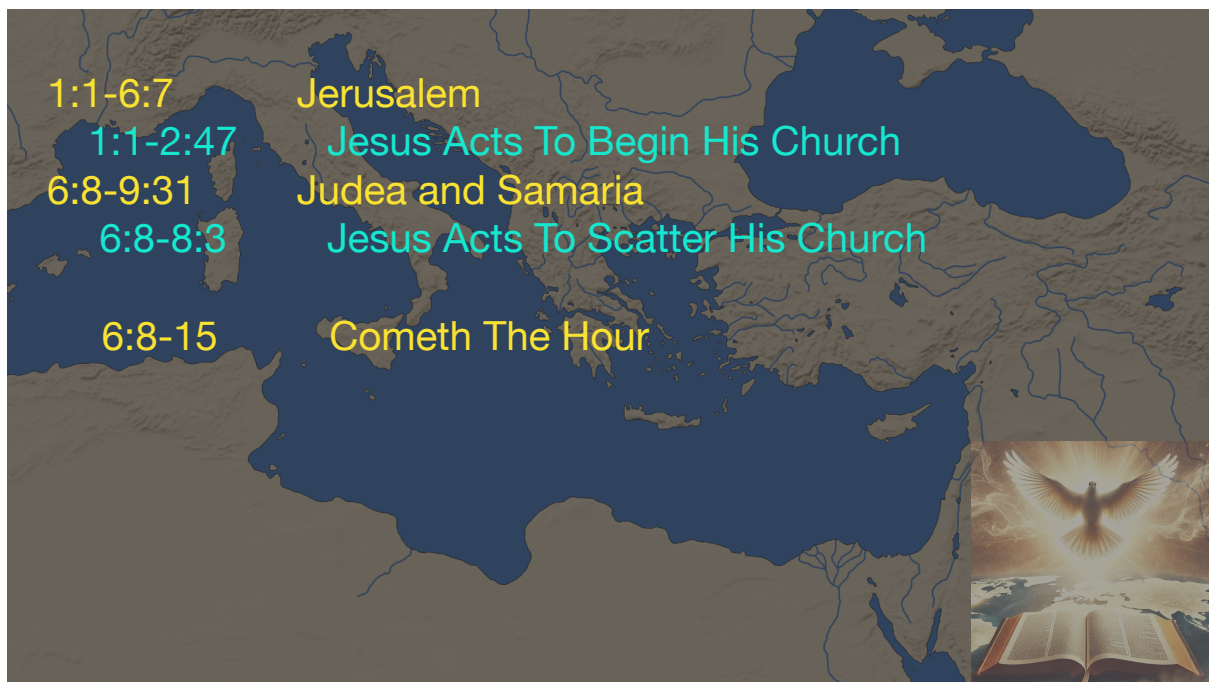 1:1-6:7 Jerusalem
1:1-2:47 Jesus Acts To Begin His Church
6:8-9:31 Judea and Samaria
6:8-8:3 Jesus Acts To Scatter His Church
6:8-15 Cometh The Hour